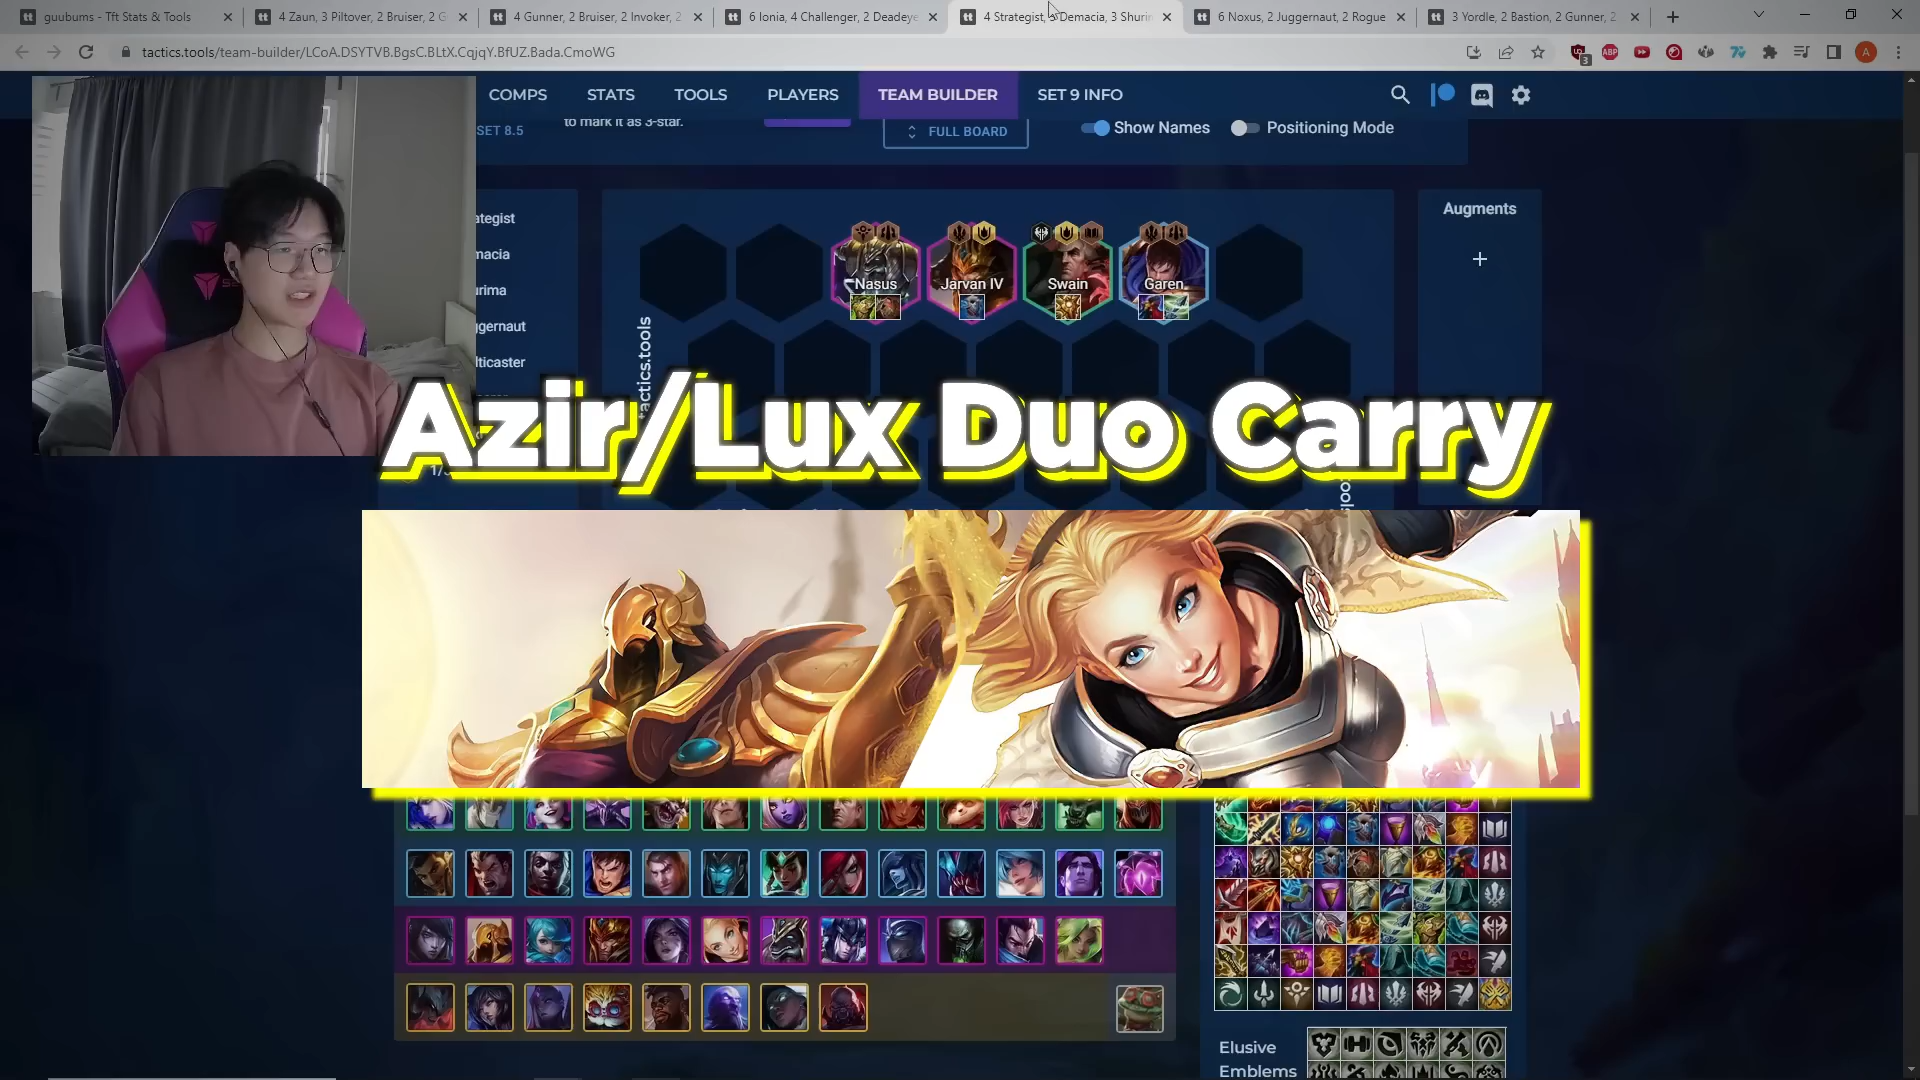 guubums - Tft Stats & Tools
4 Zaun, 3 Piltover, 2 Bruiser, 2 G
4 Gunner, 2 Bruiser, 2 Invoker, 2
6 Ionia, 4 Challenger, 2 Deadeye
4 Strategist, Demacia, 3 Shurim
6 Noxus, 2 Juggernaut, 2 Rogue
3 Yordle, 2 Bastion, 2 Gunner, 2
tactics.tools/team-builder/LCoA.DSYTVB.BgsC.BLtX.CqjqY.BfUZ.Bada.CmoWG
3
A
COMPS
STATS
TOOLS
PLAYERS
TEAM BUILDER
SET 9 INFO
SET 8.5
to mark it as 3-star.
FULL BOARD
Show Names
Positioning Mode
ategist
macia
urima
ggernaut
lticaster
Nasus
Jarvan IV
Swain
Garen
Augments
tactics.tools
Azir/Lux Duo Carry
Elusive
Emblems